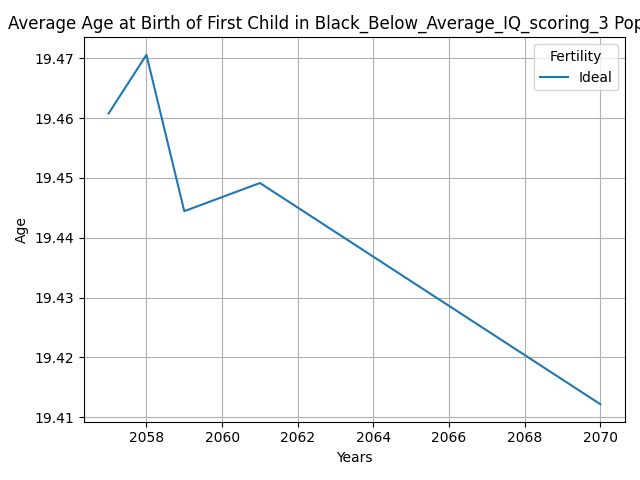 Average Age at Birth of First Child in Black_Below_Average_IQ_scoring_3 Pop
Fertility
Ideal
19.47
19.46
19.45
19.44
19.43
19.42
19.41
Age
2058 2060 2062 2064 2066 2068 2070
Years